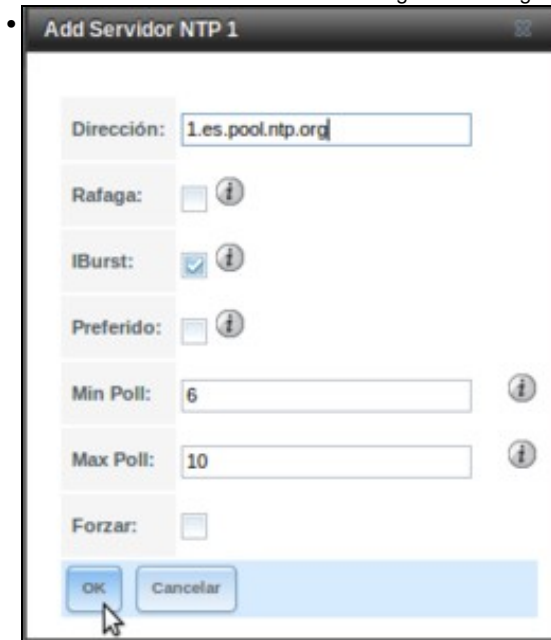 Add Servidor NTP 1
Dirección: 1.es.pool.ntp.org
Rafaga:
IBurst:
Preferido:
Min Poll: 6
Max Poll: 10
Forzar:
OK Cancelar